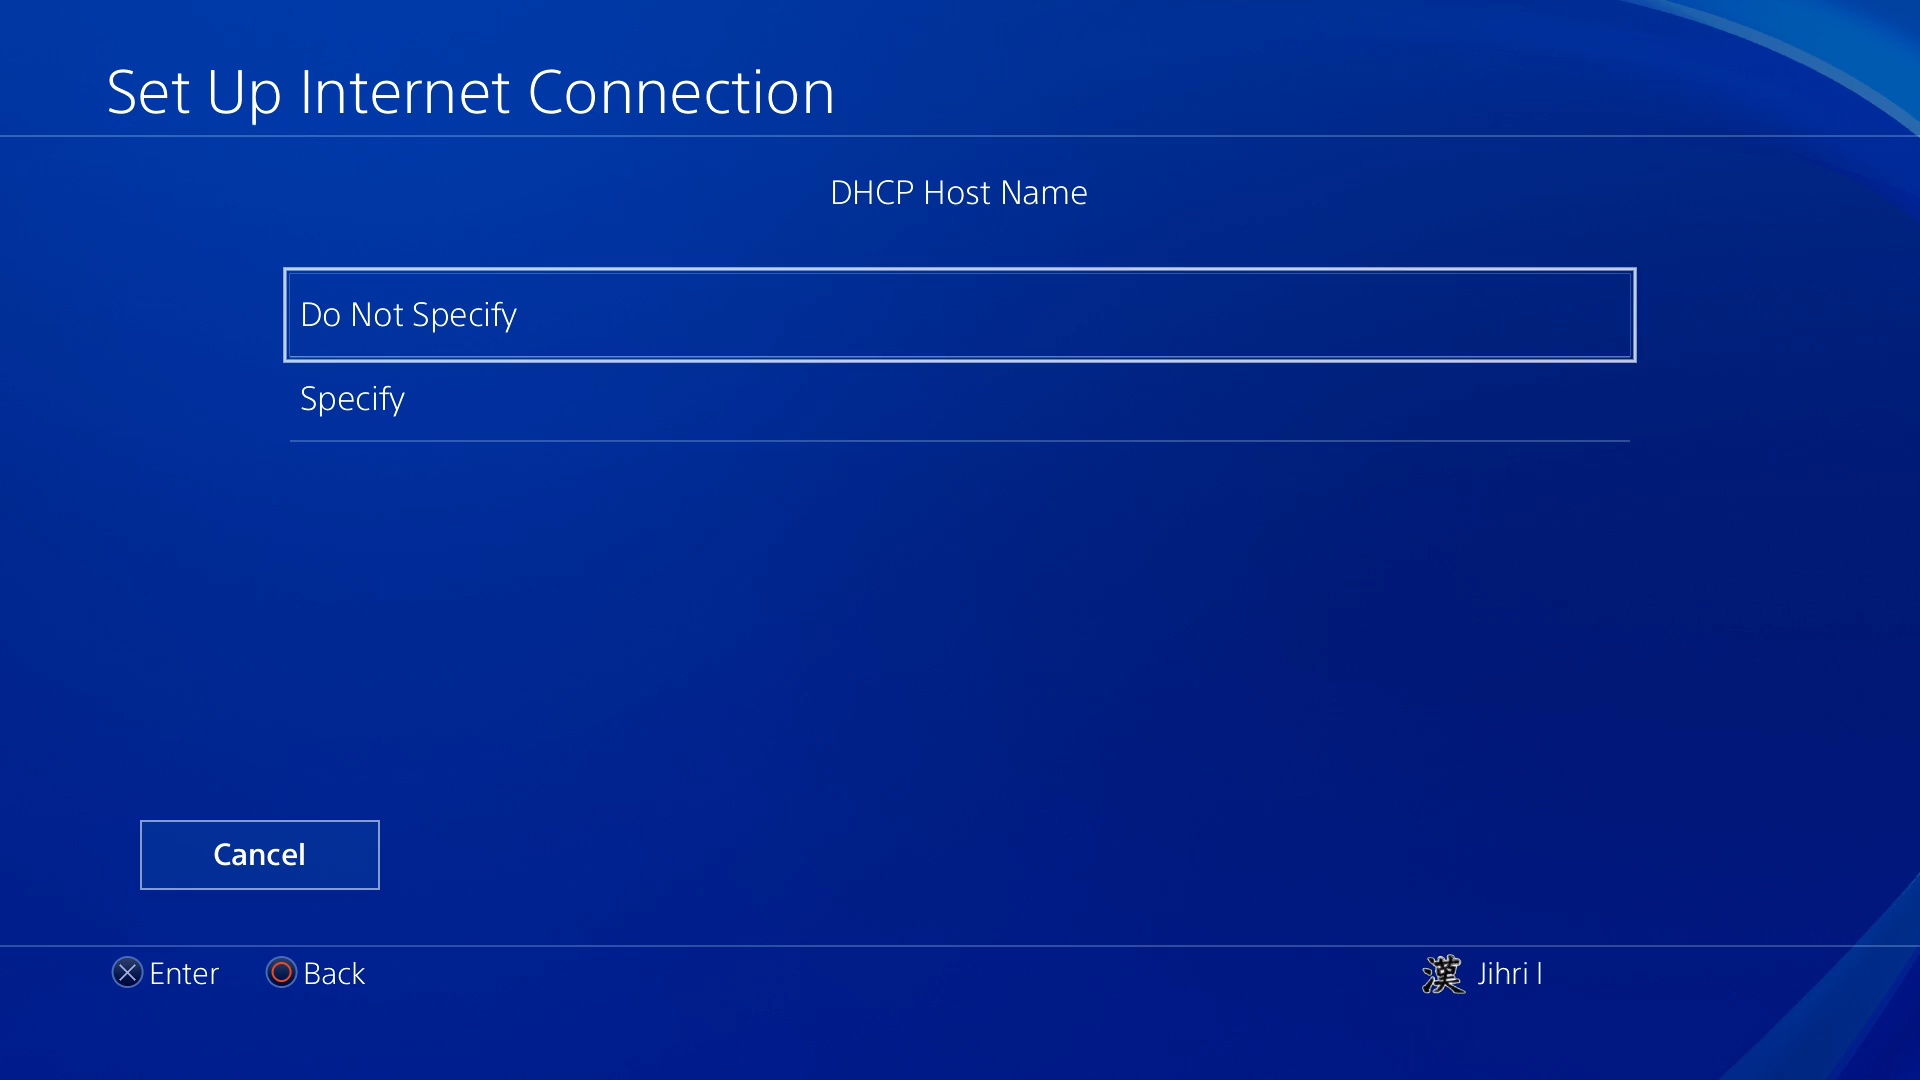 Set Up Internet Connection
DHCP Host Name
Do Not Specify
Specify
Cancel
Enter Back 漢 Jihri l